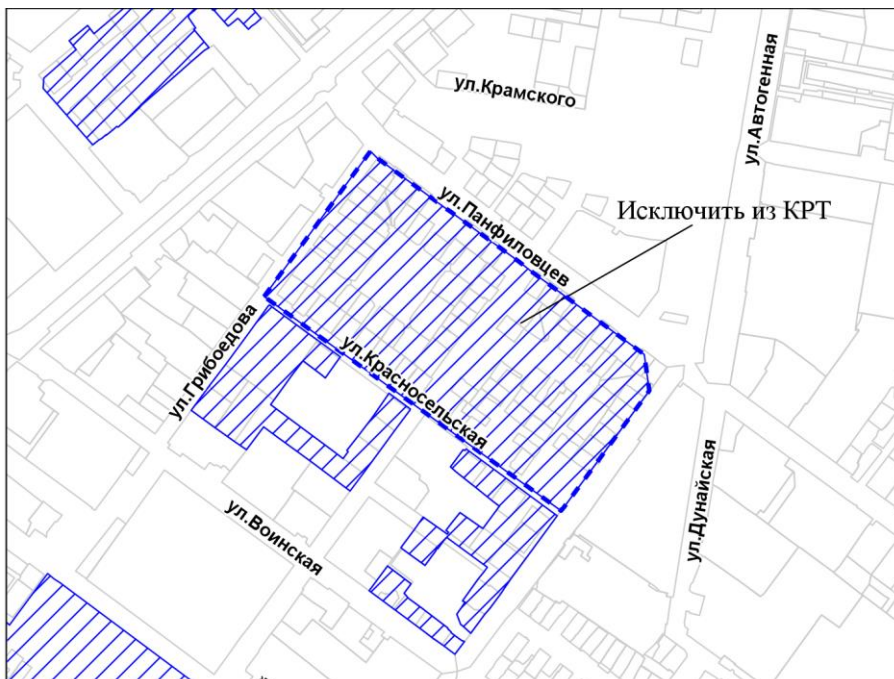 ул.Крамского
ул.Автогенная
ул.Панфиловцев
Исключить из КРТ
ул.Грибоедова
ул.Красносельская
ул.Воинская
ул.Дунайская